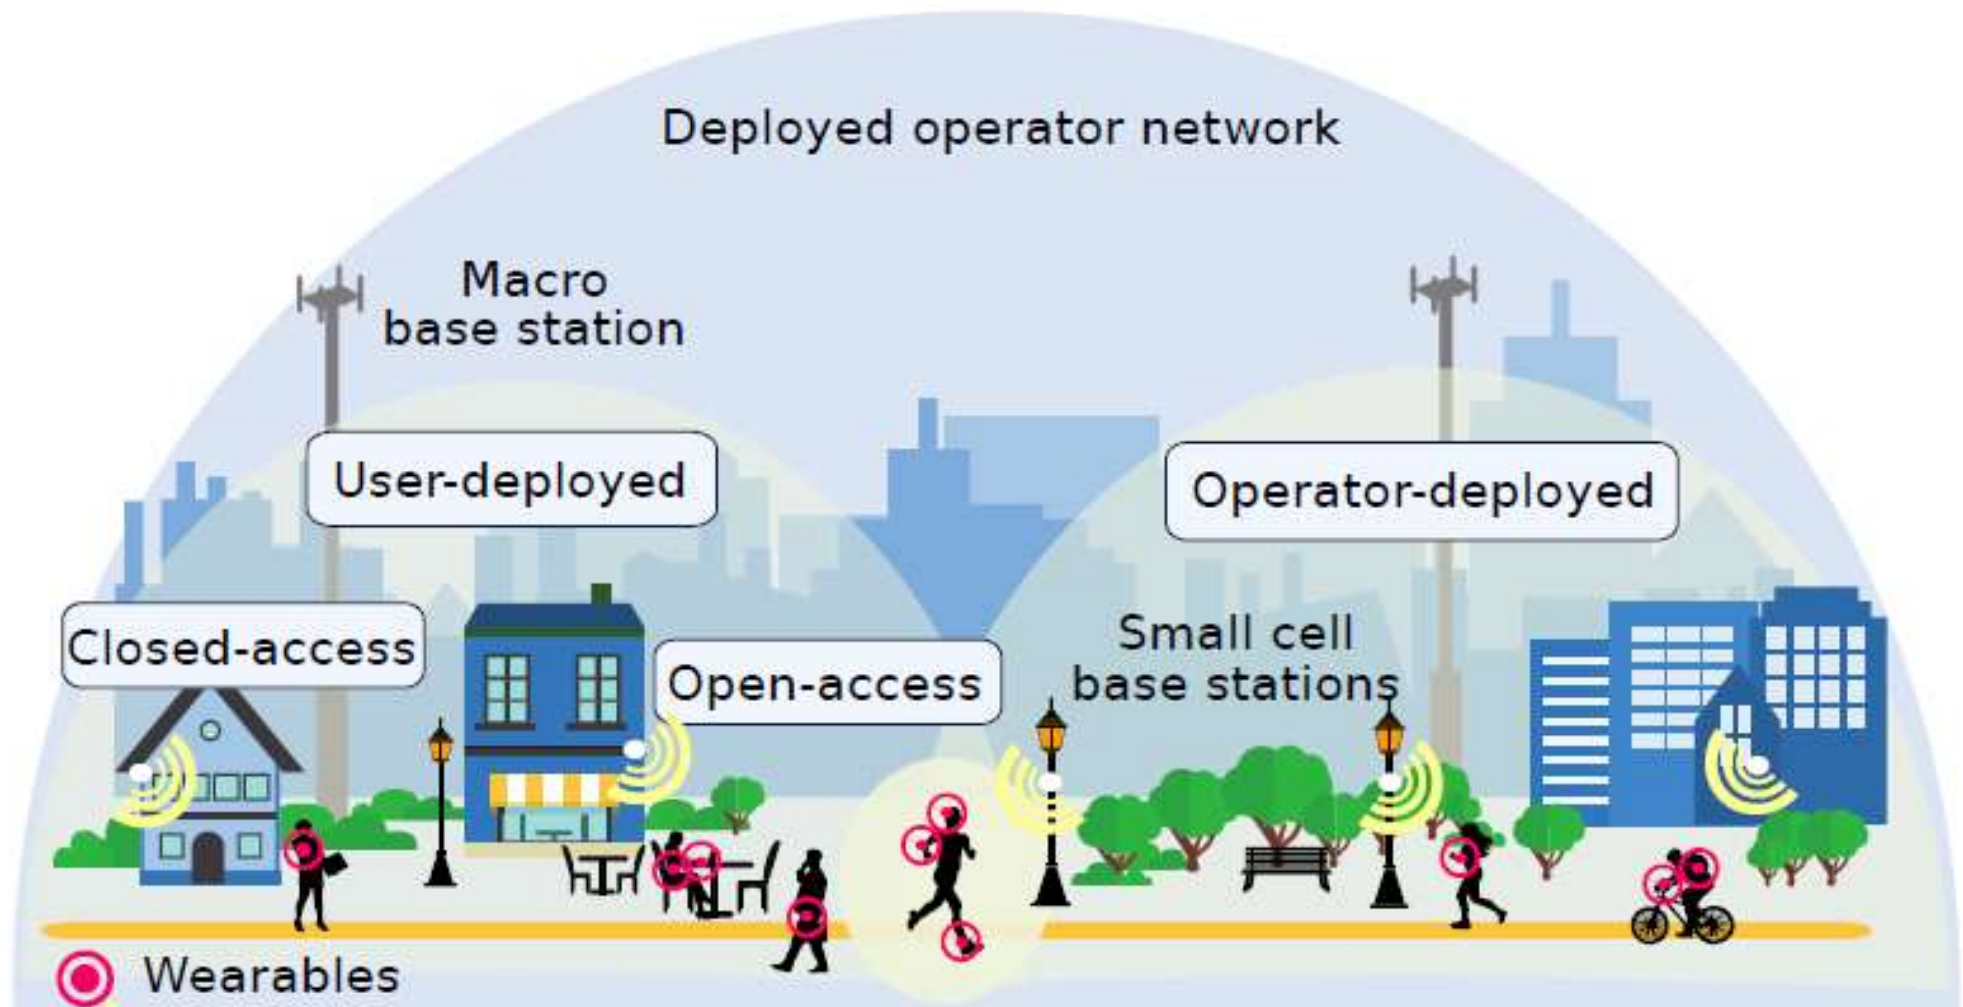 Deployed operator network
Macro
base station
User-deployed
Operator-deployed
Closed-access
Open-access
Small cell
base stations
Wearables